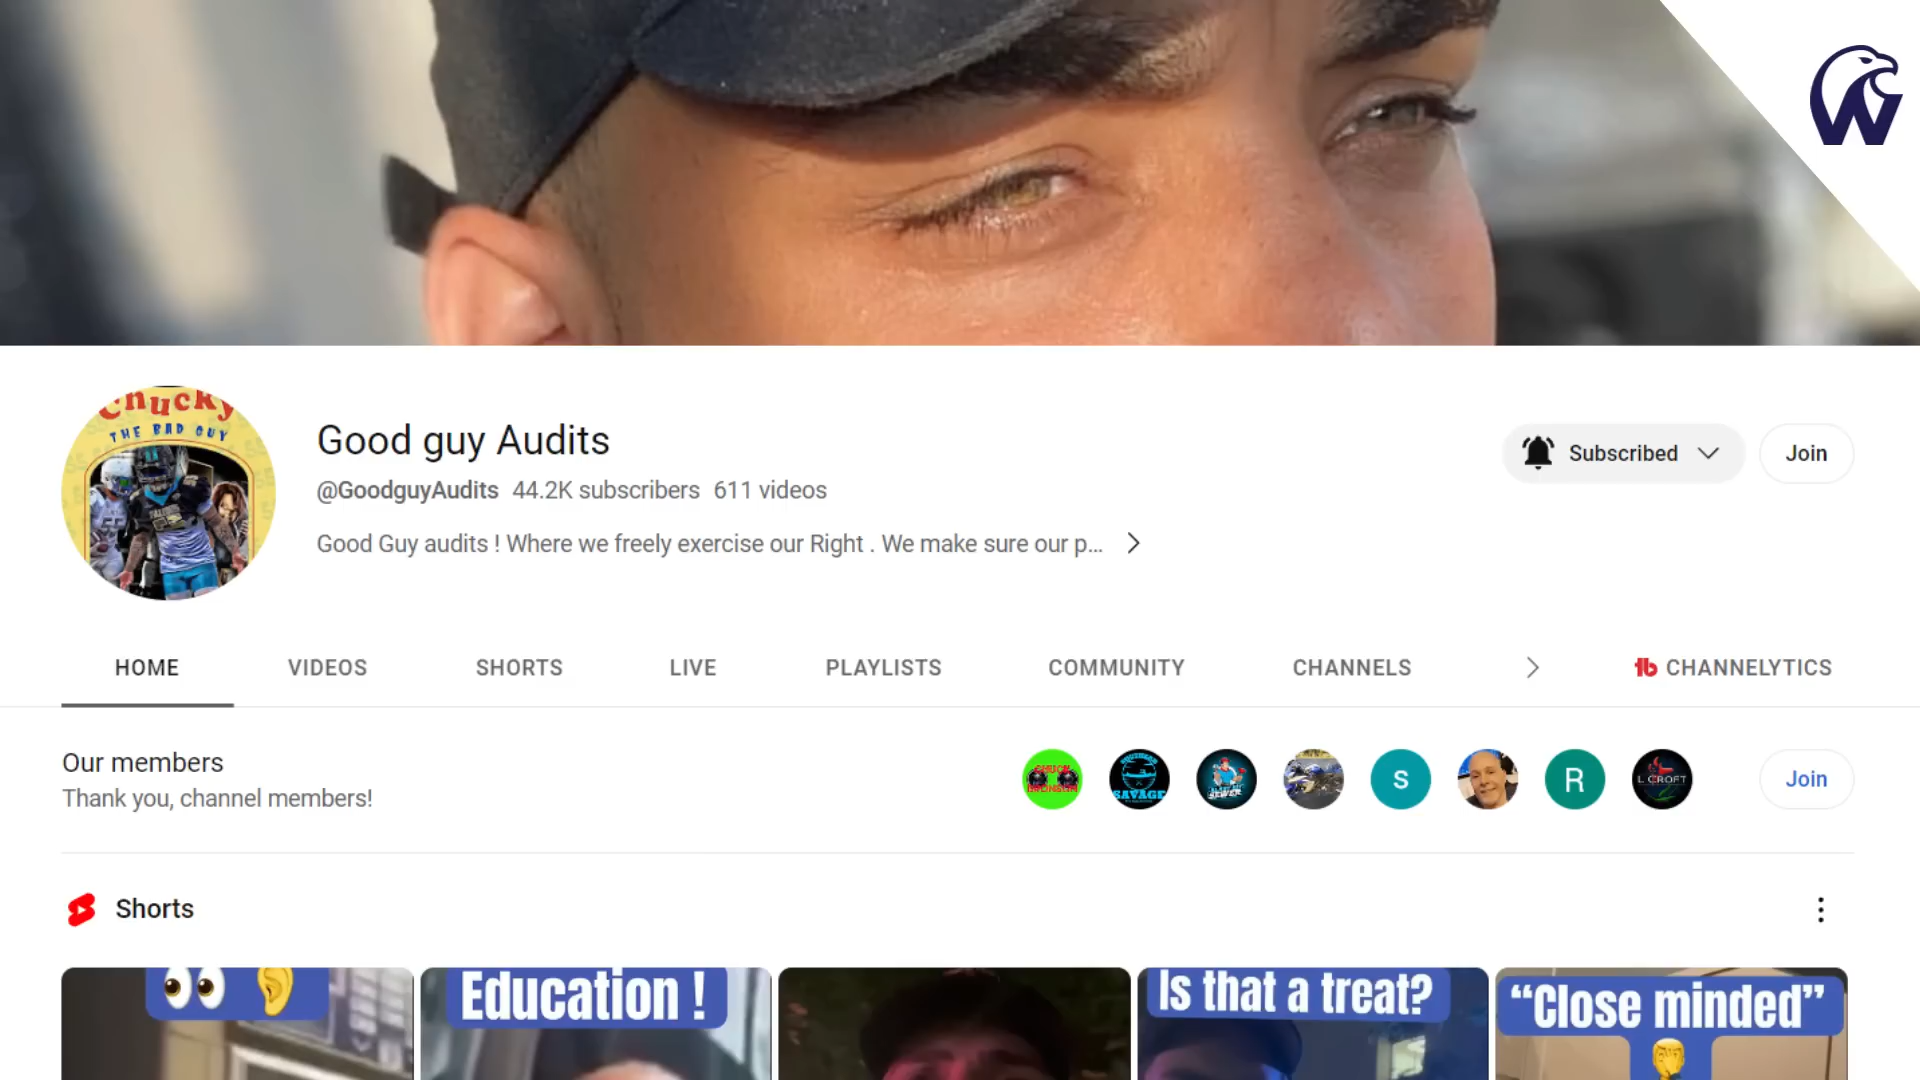 Chucky
THE BAD GUY
Good guy Audits
@GoodguyAudits 44.2K subscribers 611 videos
Good Guy audits ! Where we freely exercise our Right . We make sure our p...
Subscribed
Join
HOME
VIDEOS
SHORTS
LIVE
PLAYLISTS
COMMUNITY
CHANNELS
CHANNELYTICS
Our members
Thank you, channel members!
SAVAGE
S
R
L CROFT
Join
Shorts
Education !
Is that a treat?
“Close minded”